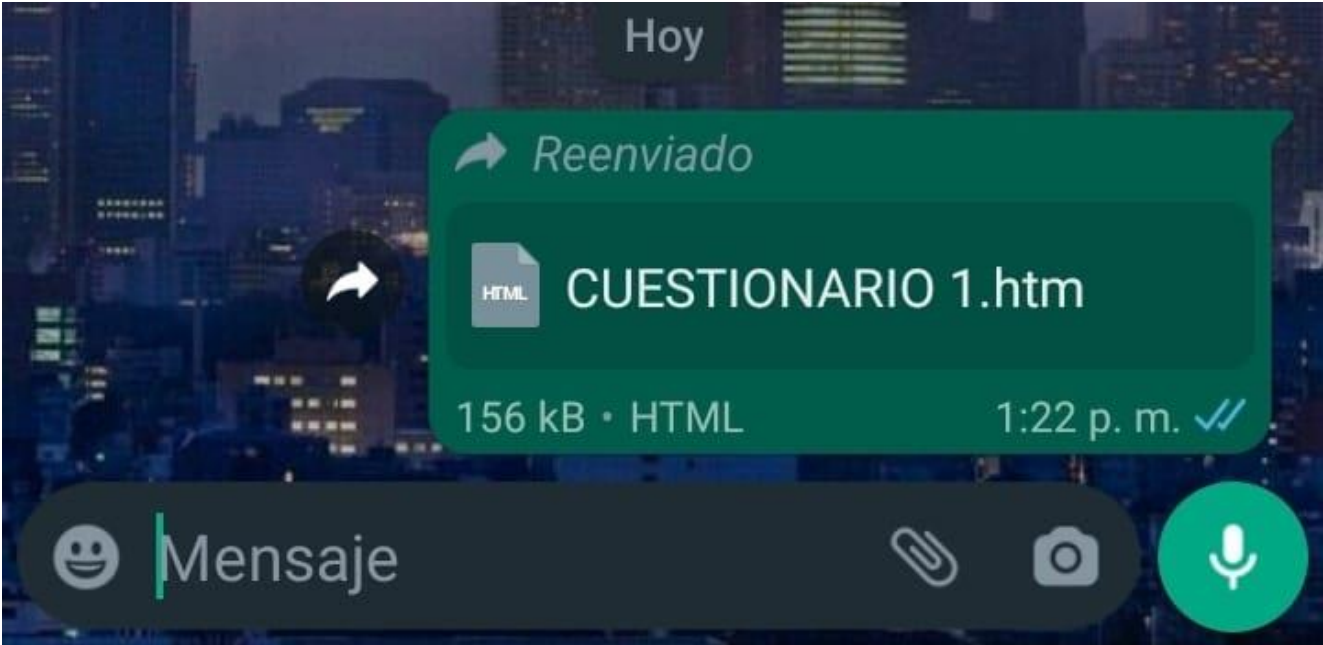 Hoy
Reenviado
HTML
CUESTIONARIO 1.htm
156 kB • HTML 1:22 p. m.
Mensaje